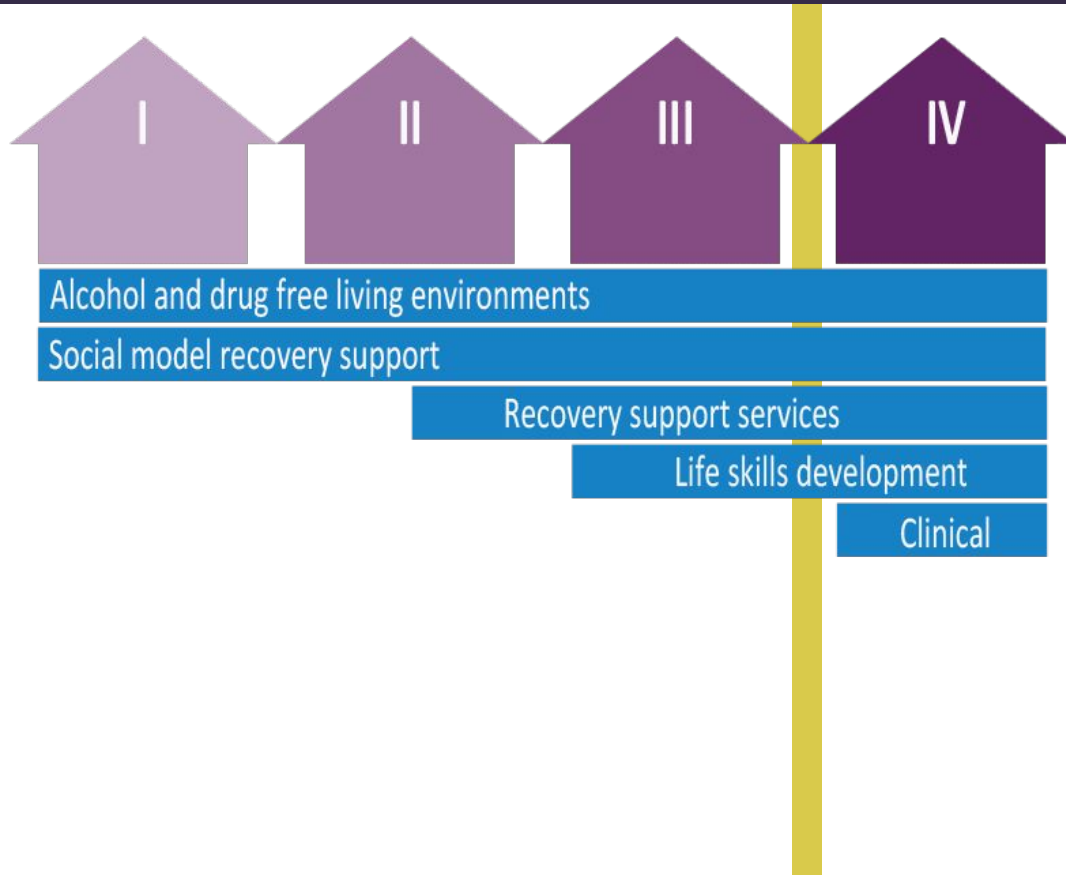 I
II
III
IV
Alcohol and drug free living environments
Social model recovery support
Recovery support services
Life skills development
Clinical